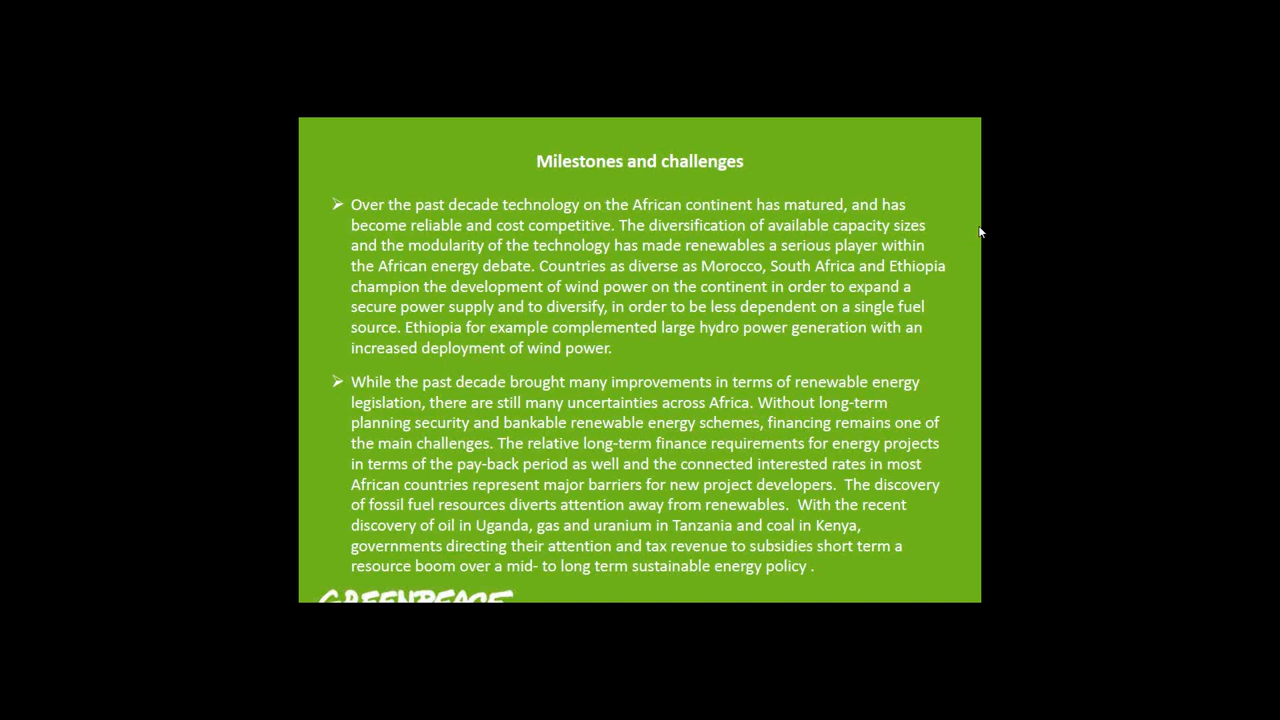 Milestones and challenges
➢ Over the past decade technology on the African continent has matured, and has
become reliable and cost competitive. The diversification of available capacity sizes
and the modularity of the technology has made renewables a serious player within
the African energy debate. Countries as diverse as Morocco, South Africa and Ethiopia
champion the development of wind power on the continent in order to expand a
secure power supply and to diversify, in order to be less dependent on a single fuel
source. Ethiopia for example complemented large hydro power generation with an
increased deployment of wind power.
➢ While the past decade brought many improvements in terms of renewable energy
legislation, there are still many uncertainties across Africa. Without long-term
planning security and bankable renewable energy schemes, financing remains one of
the main challenges. The relative long-term finance requirements for energy projects
in terms of the pay-back period as well and the connected interested rates in most
African countries represent major barriers for new project developers.  The discovery
of fossil fuel resources diverts attention away from renewables.  With the recent
discovery of oil in Uganda, gas and uranium in Tanzania and coal in Kenya,
governments directing their attention and tax revenue to subsidies short term a
resource boom over a mid- to long term sustainable energy policy .
GREENPEACE